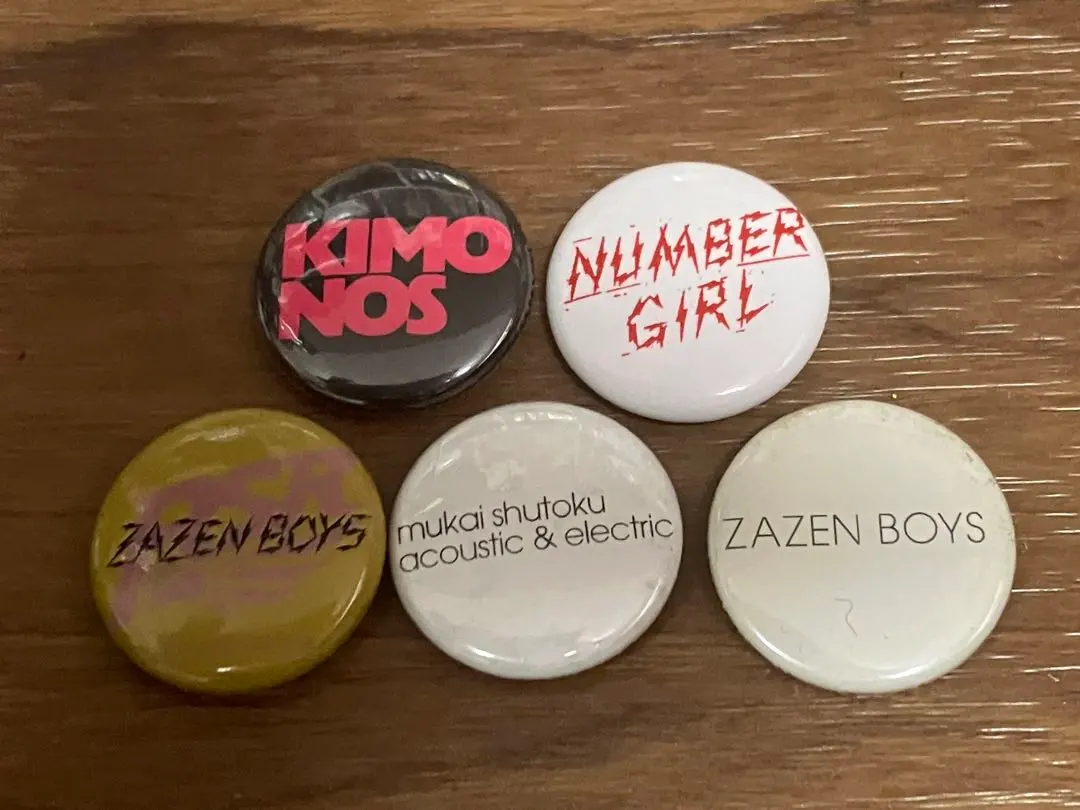 KIMO
NOS
NUMBER
GIRL
ZAZEN BOYS
mukai shutoku
acoustic & electric
ZAZEN BOYS